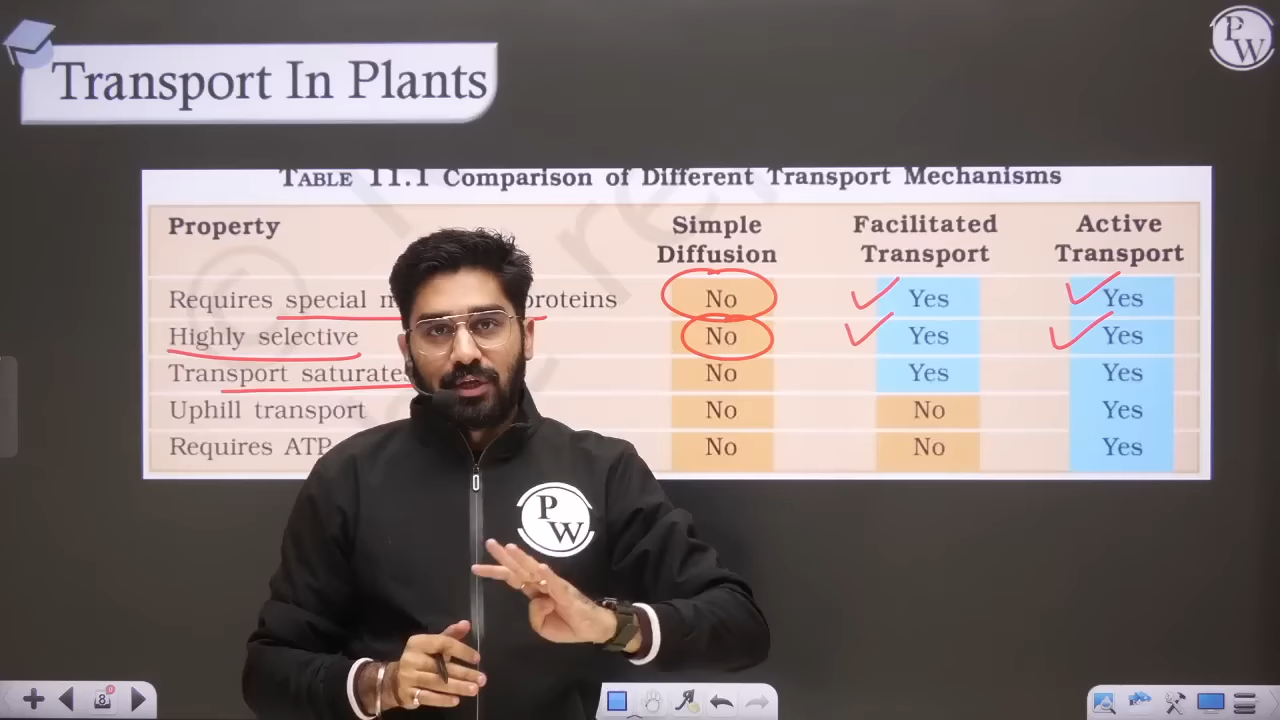 PW
Transport In Plants
TABLE 11.1 Comparison of Different Transport Mechanisms
Property Simple Diffusion Facilitated Transport Active Transport
Requires special proteins No Yes Yes
Highly selective No Yes Yes
Transport saturates No Yes Yes
Uphill transport No No Yes
Requires ATP No No Yes
PW
8